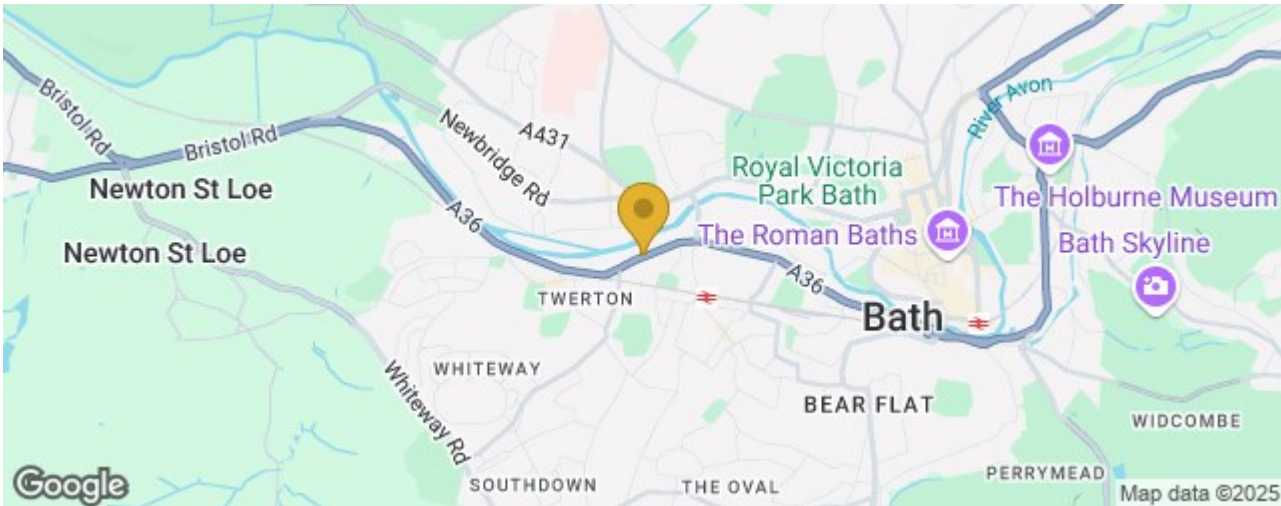 River Avon
Bristol Rd
Bristol Rd
A431
Newbridge Rd
Royal Victoria
Park Bath
The Holburne Museum
Newton St Loe
A36
The Roman Baths
Bath Skyline
Newton St Loe
A36
TWERTON
Bath
WHITEWAY
Whiteway Rd
BEAR FLAT
WIDCOMBE
PERRYMEAD
SOUTHDOWN
THE OVAL
Google
Map data ©2025